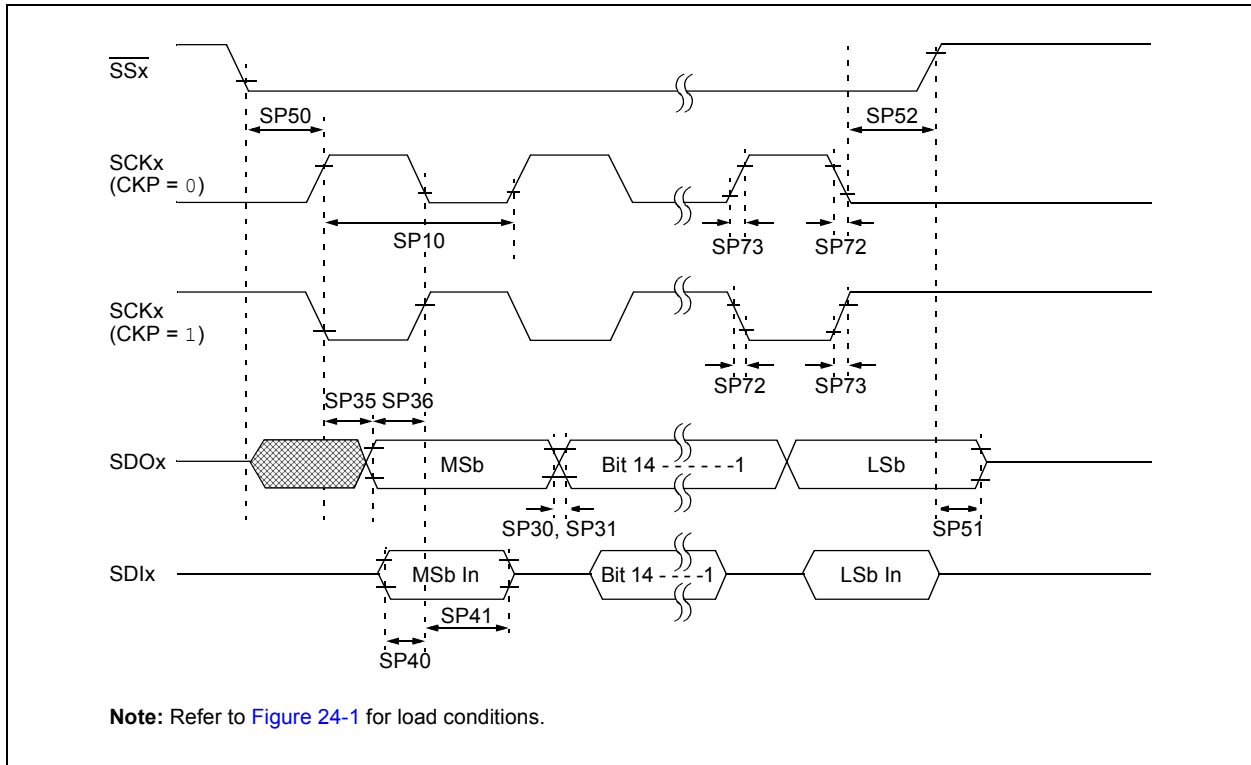 SSx
SP50
SP52
SCKx
(CKP = 0)
SP10
SP73
SP72
SCKx
(CKP = 1)
SP72
SP73
SP35
SP36
SDOx
MSb
Bit 14 - - - - - -1
LSb
SP30, SP31
SP51
SDIx
MSb In
Bit 14 - - - - -1
LSb In
SP41
SP40
Note: Refer to Figure 24-1 for load conditions.